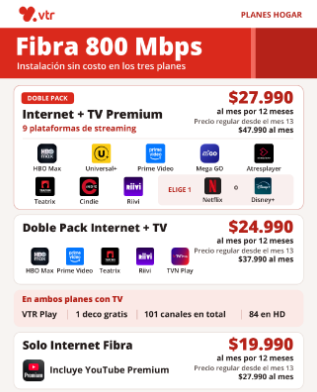 vtr
PLANES HOGAR
Fibra 800 Mbps
Instalación sin costo en los tres planes
DOBLE PACK
Internet + TV Premium
9 plataformas de streaming
$27.990
al mes por 12 meses
Precio regular desde el mes 13
$47.990 al mes
HBO Max
Universal+
Prime Video
Mega GO
Atresplayer
Teatrix
Cindie
Riivi
ELIGE 1
Netflix
o
Disney+
Doble Pack Internet + TV
$24.990
al mes por 12 meses
Precio regular desde el mes 13
$37.990 al mes
HBO Max
Prime Video
Teatrix
Riivi
TVN Play
En ambos planes con TV
VTR Play
1 deco gratis
101 canales en total
84 en HD
Solo Internet Fibra
$19.990
al mes por 12 meses
Precio regular desde el mes 13
$27.990 al mes
Premium
Incluye YouTube Premium